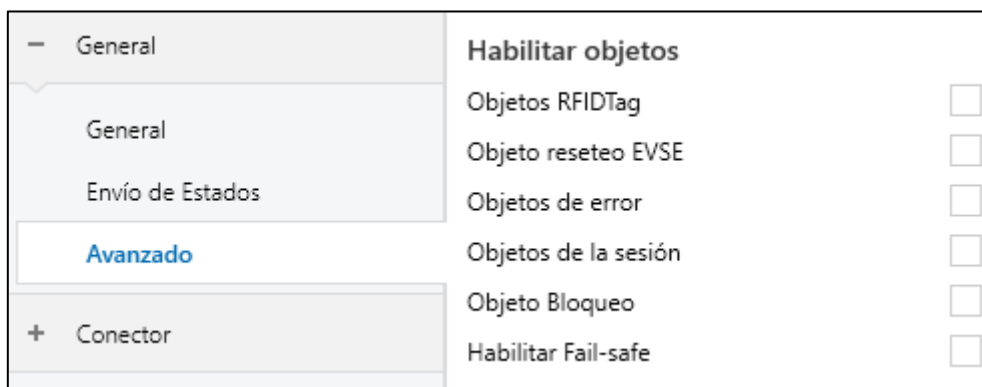 General
General
Envío de Estados
Avanzado
Conector
Habilitar objetos
Objetos RFIDTag
Objeto reseteo EVSE
Objetos de error
Objetos de la sesión
Objeto Bloqueo
Habilitar Fail-safe